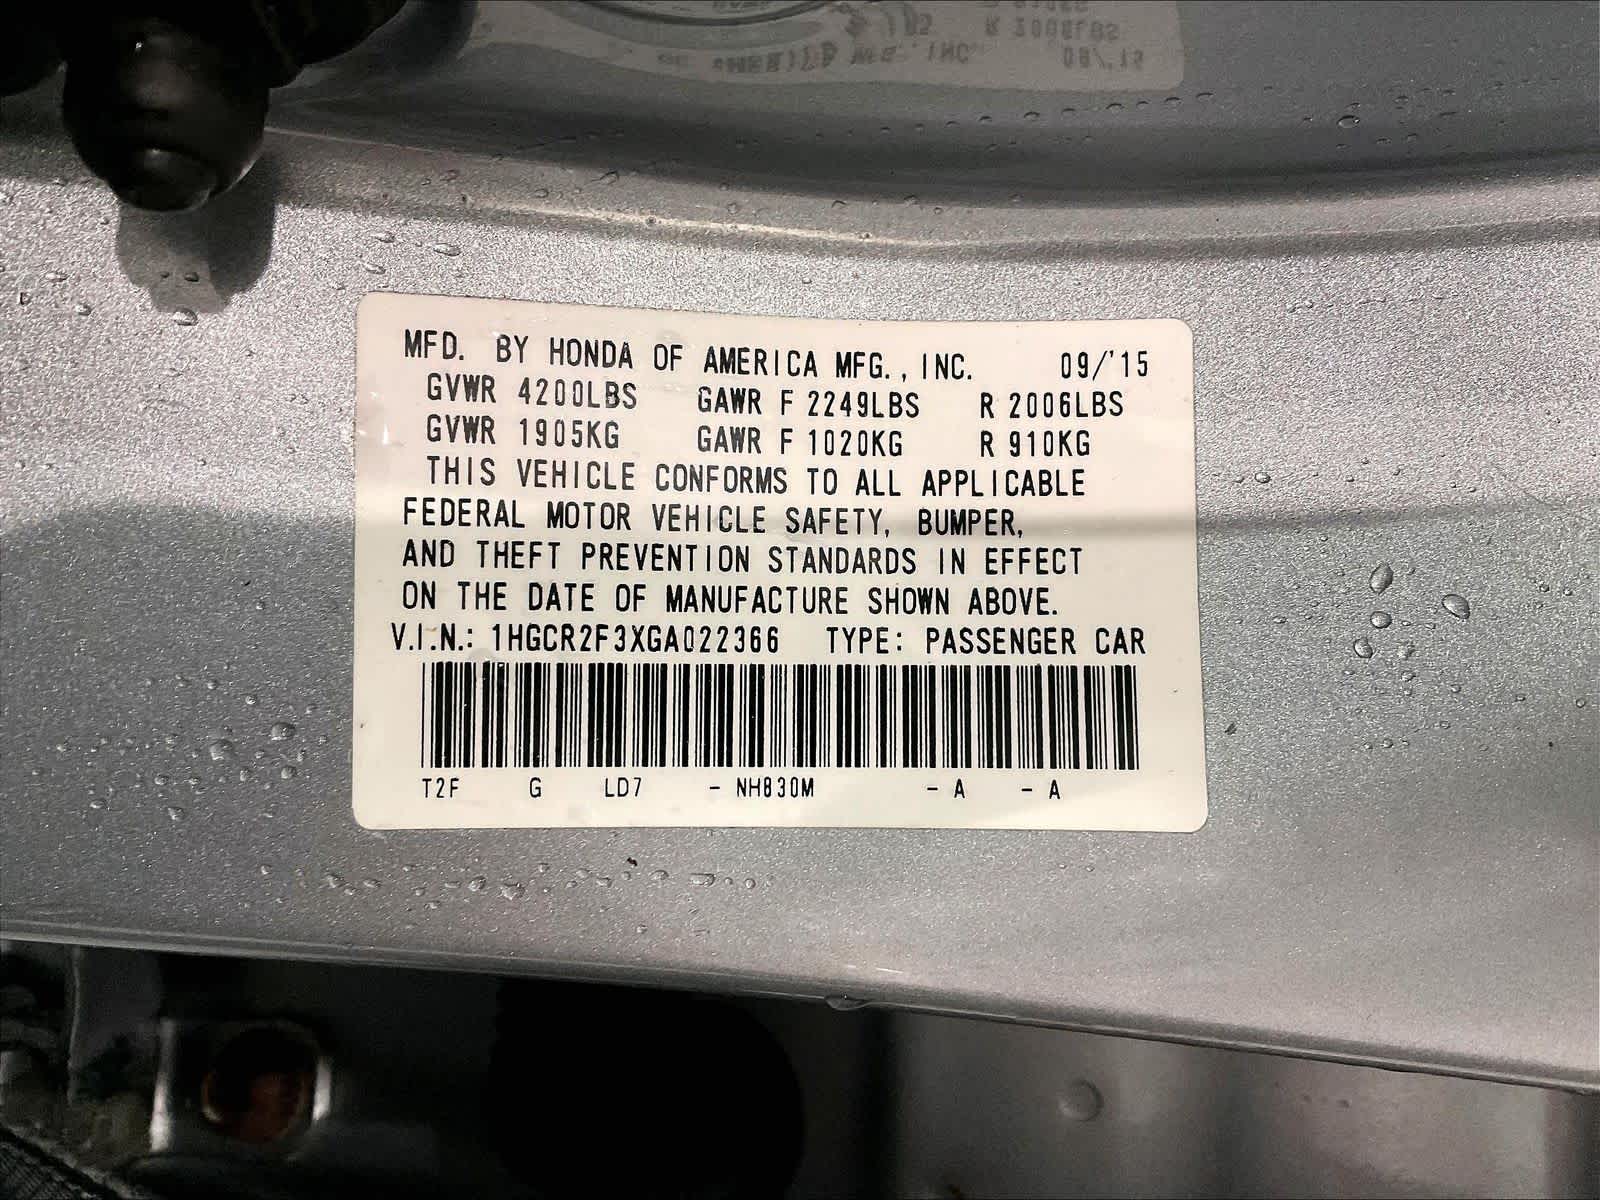 MFD. BY HONDA OF AMERICA MFG., INC. 09/'15
GVWR 4200LBS GAWR F 2249LBS R 2006LBS
GVWR 1905KG GAWR F 1020KG R 910KG
THIS VEHICLE CONFORMS TO ALL APPLICABLE
FEDERAL MOTOR VEHICLE SAFETY, BUMPER,
AND THEFT PREVENTION STANDARDS IN EFFECT
ON THE DATE OF MANUFACTURE SHOWN ABOVE.
V.I.N.: 1HGCR2F3XGA022366 TYPE: PASSENGER CAR
T2F G LD7 - NH830M - A - A